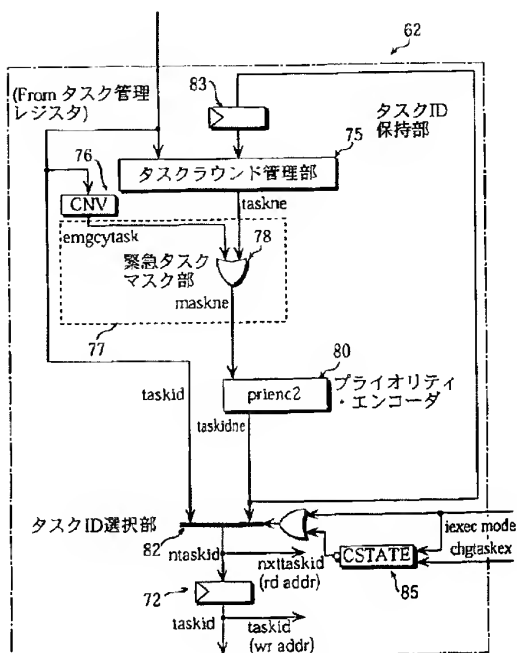 62
(From タスク管理
レジスタ)
83
タスクID
保持部
75
76
タスクラウンド管理部
CNV
taskne
emgcytask
78
緊急タスク
マスク部
maskne
77
80
prienc2
プライオリティ
・エンコーダ
taskid
taskidne
タスクID選択部
82
iexec mode
ntaskid
nxttaskid
(rd addr)
CSTATE
chgtaskex
85
72
taskid
taskid
(wr addr)